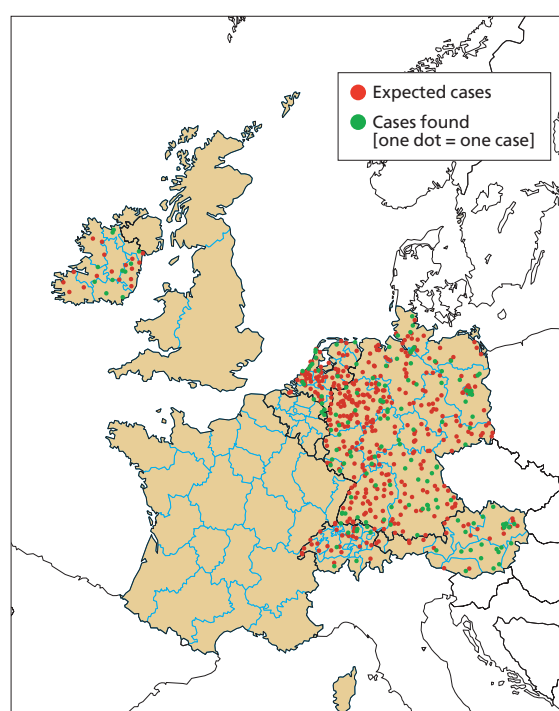 Expected cases
Cases found
[one dot = one case]